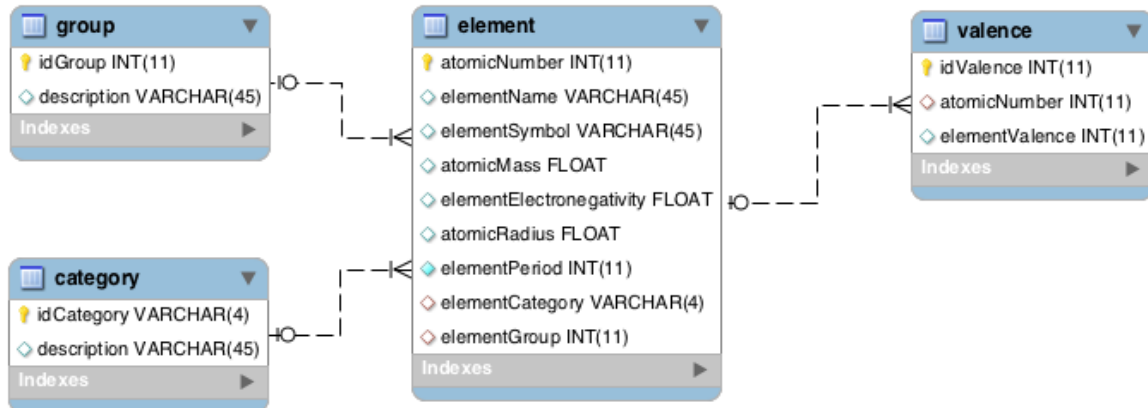 group
idGroup INT(11)
description VARCHAR(45)
Indexes
category
idCategory VARCHAR(4)
description VARCHAR(45)
Indexes
element
atomicNumber INT(11)
elementName VARCHAR(45)
elementSymbol VARCHAR(45)
atomicMass FLOAT
elementElectronegativity FLOAT
atomicRadius FLOAT
elementPeriod INT(11)
elementCategory VARCHAR(4)
elementGroup INT(11)
Indexes
valence
idValence INT(11)
atomicNumber INT(11)
elementValence INT(11)
Indexes